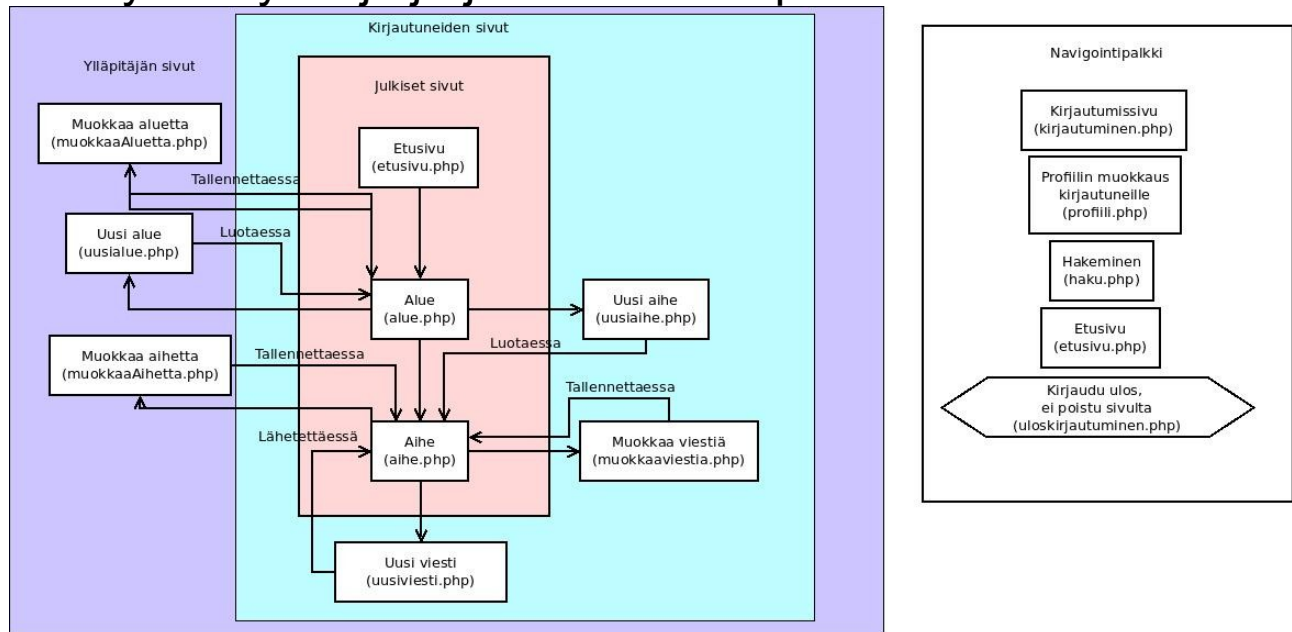 Kirjautuneiden sivut
Ylläpitäjän sivut
Julkiset sivut
Muokkaa aluetta
(muokkaaAluetta.php)
Etusivu
(etusivu.php)
Tallennettaessa
Uusi alue
(uusialue.php)
Luotaessa
Alue
(alue.php)
Uusi aihe
(uusiaihe.php)
Luotaessa
Muokkaa aihetta
(muokkaaAihetta.php)
Tallennettaessa
Tallennettaessa
Lähetettäessä
Aihe
(aihe.php)
Muokkaa viestiä
(muokkaaviestia.php)
Uusi viesti
(uusiviesti.php)
Navigointipalkki
Kirjautumissivu
(kirjautuminen.php)
Profiilin muokkaus
kirjautuneille
(profiili.php)
Hakeminen
(haku.php)
Etusivu
(etusivu.php)
Kirjaudu ulos,
ei poistu sivulta
(uloskirjautuminen.php)